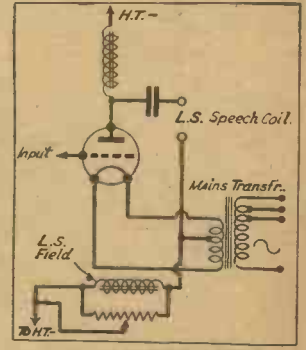 H.T.-
L.S. Speech Coil.
Input
Mains Transfr.
L.S.
Field
To H.T.-